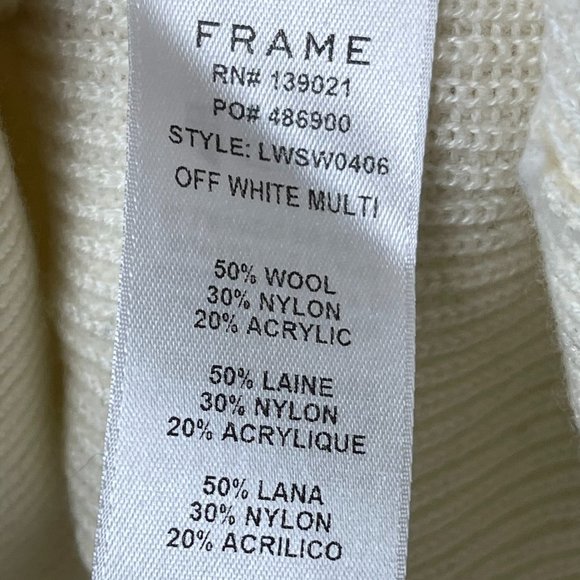 FRAME
RN# 139021
PO# 486900
STYLE: LWSW0406
OFF WHITE MULTI
50% WOOL
30% NYLON
20% ACRYLIC
50% LAINE
30% NYLON
20% ACRYLIQUE
50% LANA
30% NYLON
20% ACRILICO